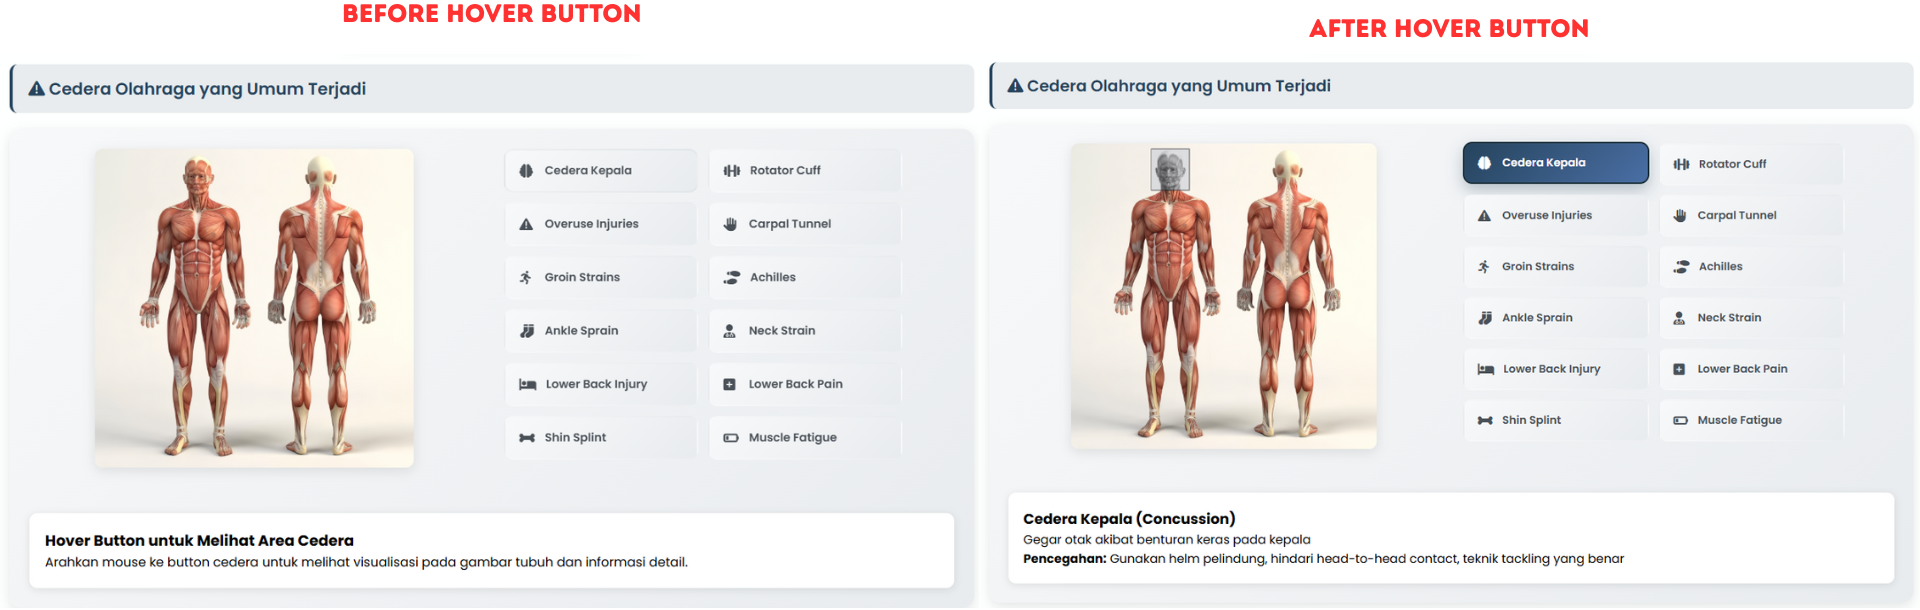 BEFORE HOVER BUTTON
Cedera Olahraga yang Umum Terjadi
Cedera Kepala
Rotator Cuff
Overuse Injuries
Carpal Tunnel
Groin Strains
Achilles
Ankle Sprain
Neck Strain
Lower Back Injury
Lower Back Pain
Shin Splint
Muscle Fatigue
Hover Button untuk Melihat Area Cedera
Arahkan mouse ke button cedera untuk melihat visualisasi pada gambar tubuh dan informasi detail.
AFTER HOVER BUTTON
Cedera Olahraga yang Umum Terjadi
Cedera Kepala
Rotator Cuff
Overuse Injuries
Carpal Tunnel
Groin Strains
Achilles
Ankle Sprain
Neck Strain
Lower Back Injury
Lower Back Pain
Shin Splint
Muscle Fatigue
Cedera Kepala (Concussion)
Gegar otak akibat benturan keras pada kepala
Pencegahan: Gunakan helm pelindung, hindari head-to-head contact, teknik tackling yang benar